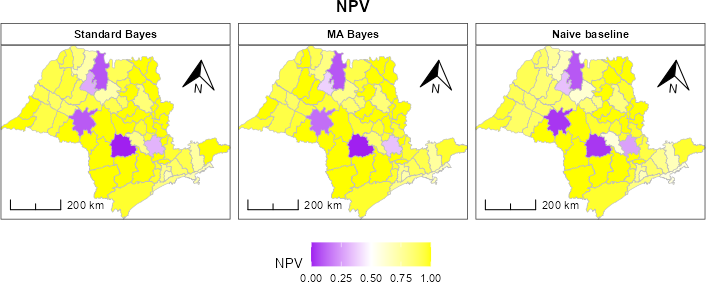 NPV
Standard Bayes
MA Bayes
Naive baseline
N
N
N
200 km
200 km
200 km
NPV
0.00 0.25 0.50 0.75 1.00